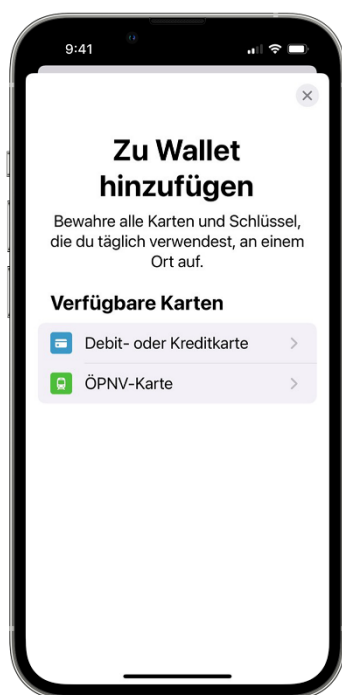 9:41
Zu Wallet
hinzufügen
Bewahre alle Karten und Schlüssel,
die du täglich verwendest, an einem
Ort auf.
Verfügbare Karten
Debit- oder Kreditkarte
ÖPNV-Karte